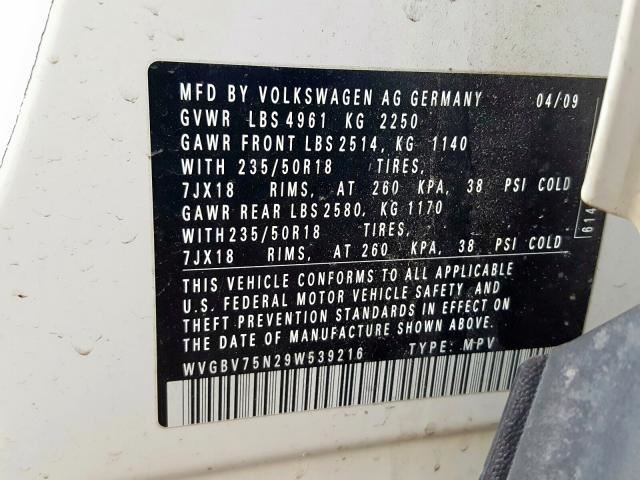 MFD BY VOLKSWAGEN AG GERMANY 04/09
GVWR LBS 4961 KG 2250
GAWR FRONT LBS 2514, KG 1140
WITH 235/50R18 TIRES,
7JX18 RIMS, AT 260 KPA, 38 PSI COLD
GAWR REAR LBS 2580, KG 1170
WITH 235/50R18 TIRES,
7JX18 RIMS, AT 260 KPA, 38 PSI COLD
THIS VEHICLE CONFORMS TO ALL APPLICABLE
U.S. FEDERAL MOTOR VEHICLE SAFETY AND
THEFT PREVENTION STANDARDS IN EFFECT ON
THE DATE OF MANUFACTURE SHOWN ABOVE.
WVGBV75N29W539216 TYPE: MPV